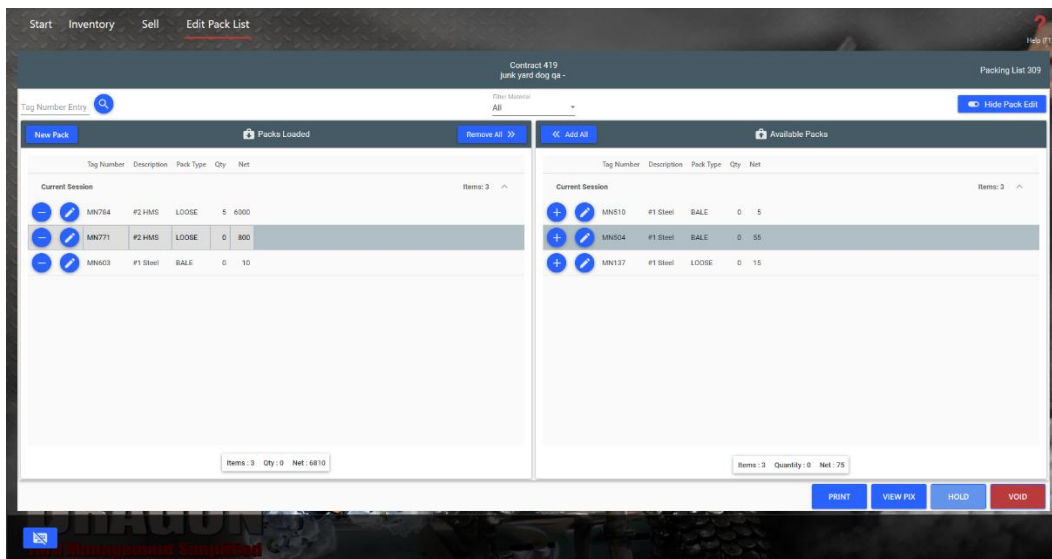 Start Inventory Sell Edit Pack List
?
Help (F1
Contract 419
junk yard dog qa -
Packing List 309
Tag Number Entry
Filter Material
All
Hide Pack Edit
New Pack
Packs Loaded
Remove All
Add All
Available Packs
Tag Number Description Pack Type Qty Net
Current Session Items: 3
MN784 #2 HMS LOOSE 5 6000
MN771 #2 HMS LOOSE 0 800
MN603 #1 Steel BALE 0 10
Items : 3 Qty : 0 Net : 6810
Tag Number Description Pack Type Qty Net
Current Session Items: 3
MN510 #1 Steel BALE 0 5
MN504 #1 Steel BALE 0 55
MN137 #1 Steel LOOSE 0 15
Items : 3 Quantity : 0 Net : 75
PRINT VIEW PIX HOLD VOID
DRAGON
Management Simplified